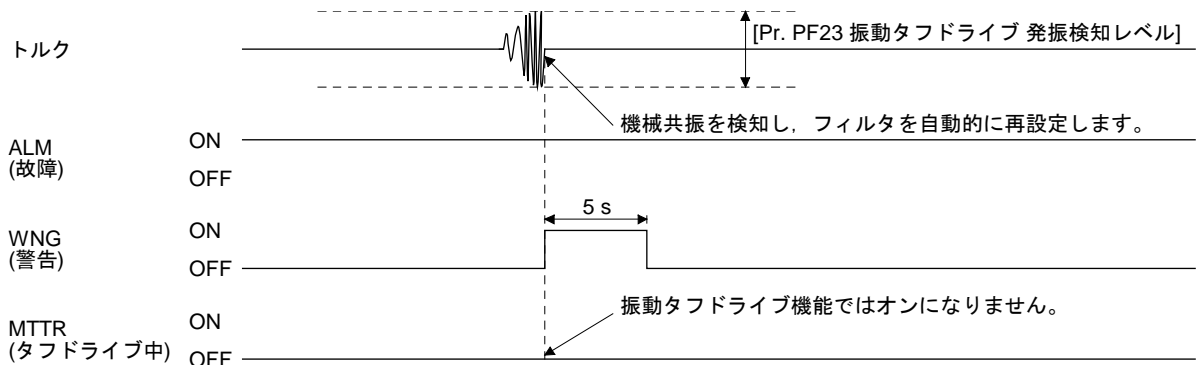 [Pr. PF23 振動タフドライブ 発振検知レベル]
トルク
機械共振を検知し，フィルタを自動的に再設定します。
ALM
(故障)
ON
OFF
5 s
WNG
(警告)
ON
OFF
振動タフドライブ機能ではオンになりません。
MTTR
(タフドライブ中)
ON
OFF